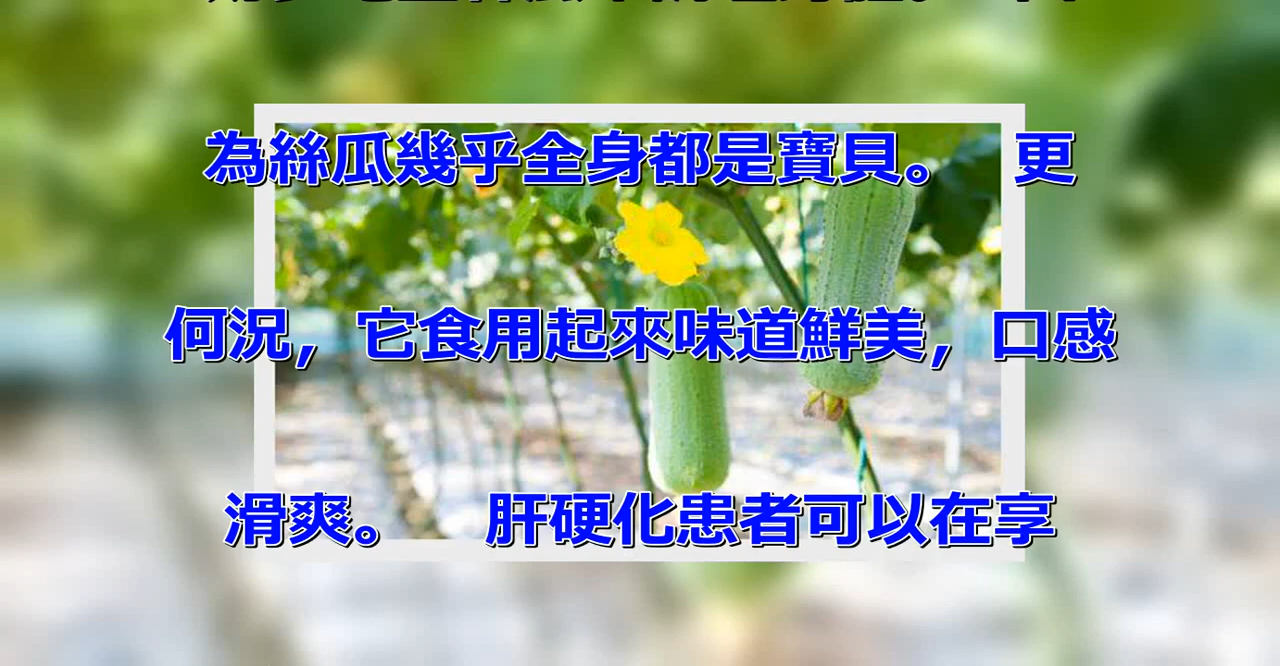 為絲瓜幾乎全身都是寶貝。 更
何況，它食用起來味道鮮美，口感
滑爽。 肝硬化患者可以在享